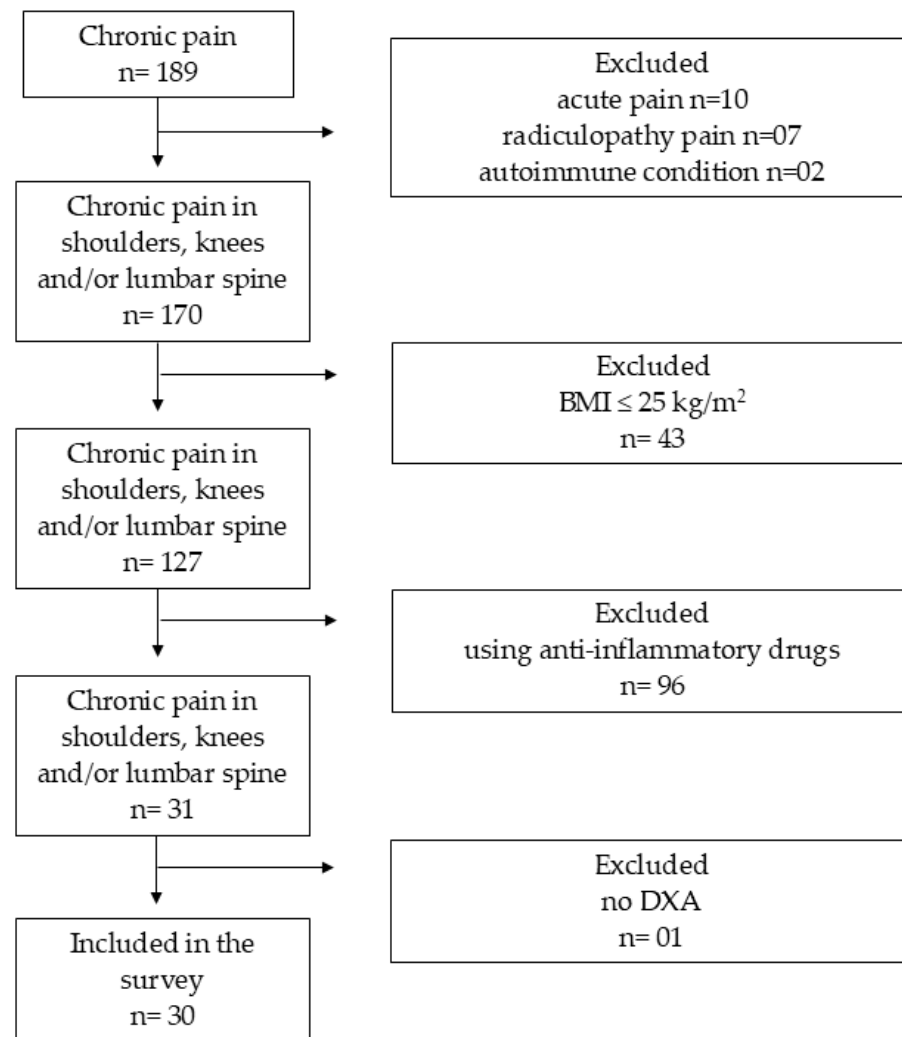 Chronic pain
n= 189
Excluded
acute pain n=10
radiculopathy pain n=07
autoimmune condition n=02
Chronic pain in
shoulders, knees
and/or lumbar spine
n= 170
Excluded
BMI ≤ 25 kg/m²
n= 43
Chronic pain in
shoulders, knees
and/or lumbar spine
n= 127
Excluded
using anti-inflammatory drugs
n= 96
Chronic pain in
shoulders, knees
and/or lumbar spine
n= 31
Excluded
no DXA
n= 01
Included in the
survey
n= 30